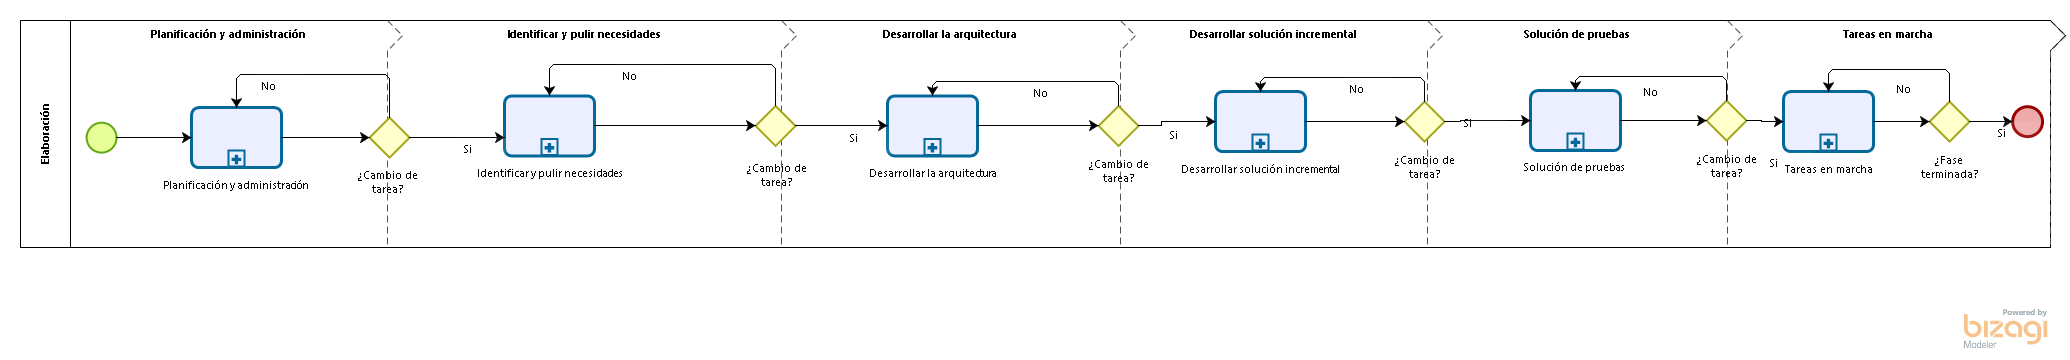 Elaboración
Planificación y administración
Identificar y pulir necesidades
Desarrollar la arquitectura
Desarrollar solución incremental
Solución de pruebas
Tareas en marcha
No
No
No
No
No
No
Si
Si
Si
Si
Si
Si
Planificación y administración
¿Cambio de
tarea?
Identificar y pulir necesidades
¿Cambio de
tarea?
Desarrollar la arquitectura
¿Cambio de
tarea?
Desarrollar solución incremental
¿Cambio de
tarea?
Solución de pruebas
¿Cambio de
tarea?
Tareas en marcha
¿Fase
terminada?
Powered by
bizagi
Modeler